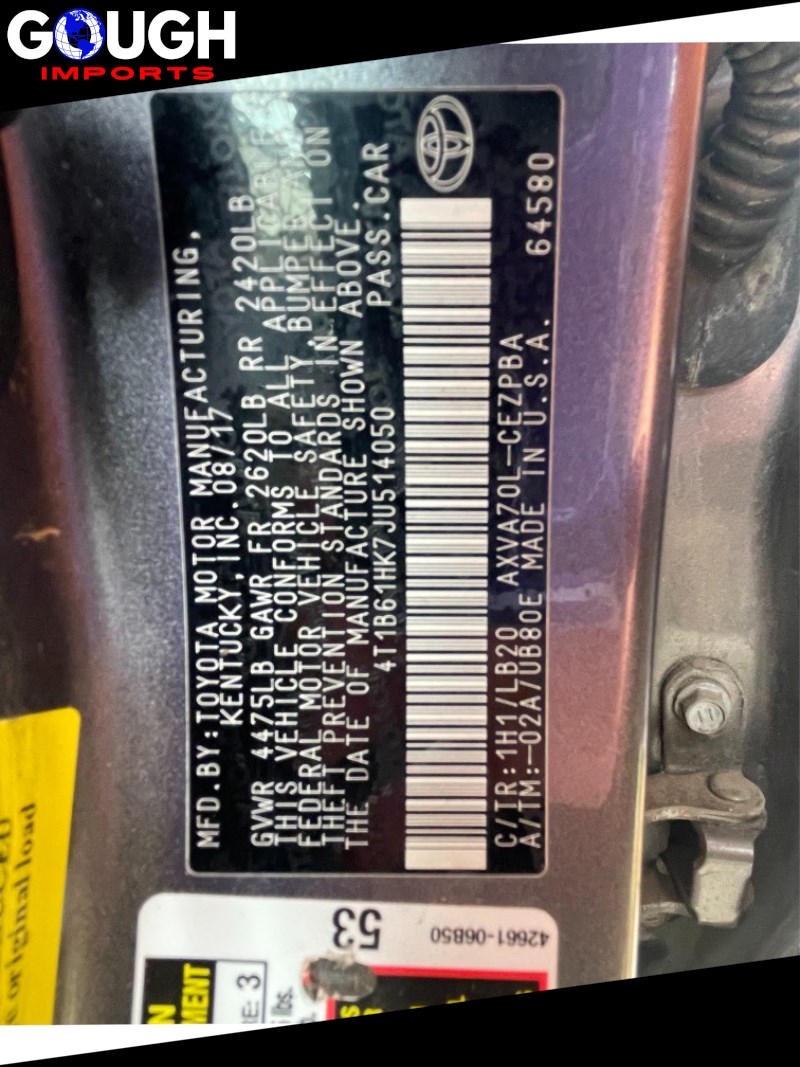 GOUGH
IMPORTS
MFD.BY:TOYOTA MOTOR MANUFACTURING,
KENTUCKY,INC.08/17
GVWR 4475LB GAWR FR 2620LB RR 2420LB
THIS VEHICLE CONFORMS TO ALL APPLICABLE
FEDERAL MOTOR VEHICLE SAFETY,BUMPER
THEFT PREVENTION STANDARDS IN EFFECT ON
THE DATE OF MANUFACTURE SHOWN ABOVE.
4T1B61HK7JU514050 PASS.CAR
C/TR:1H1/LB20 AXVA70L-CEZPBA
A/TM:-02A/UB80E MADE IN U.S.A. 64580
53
42661-06B50
original load